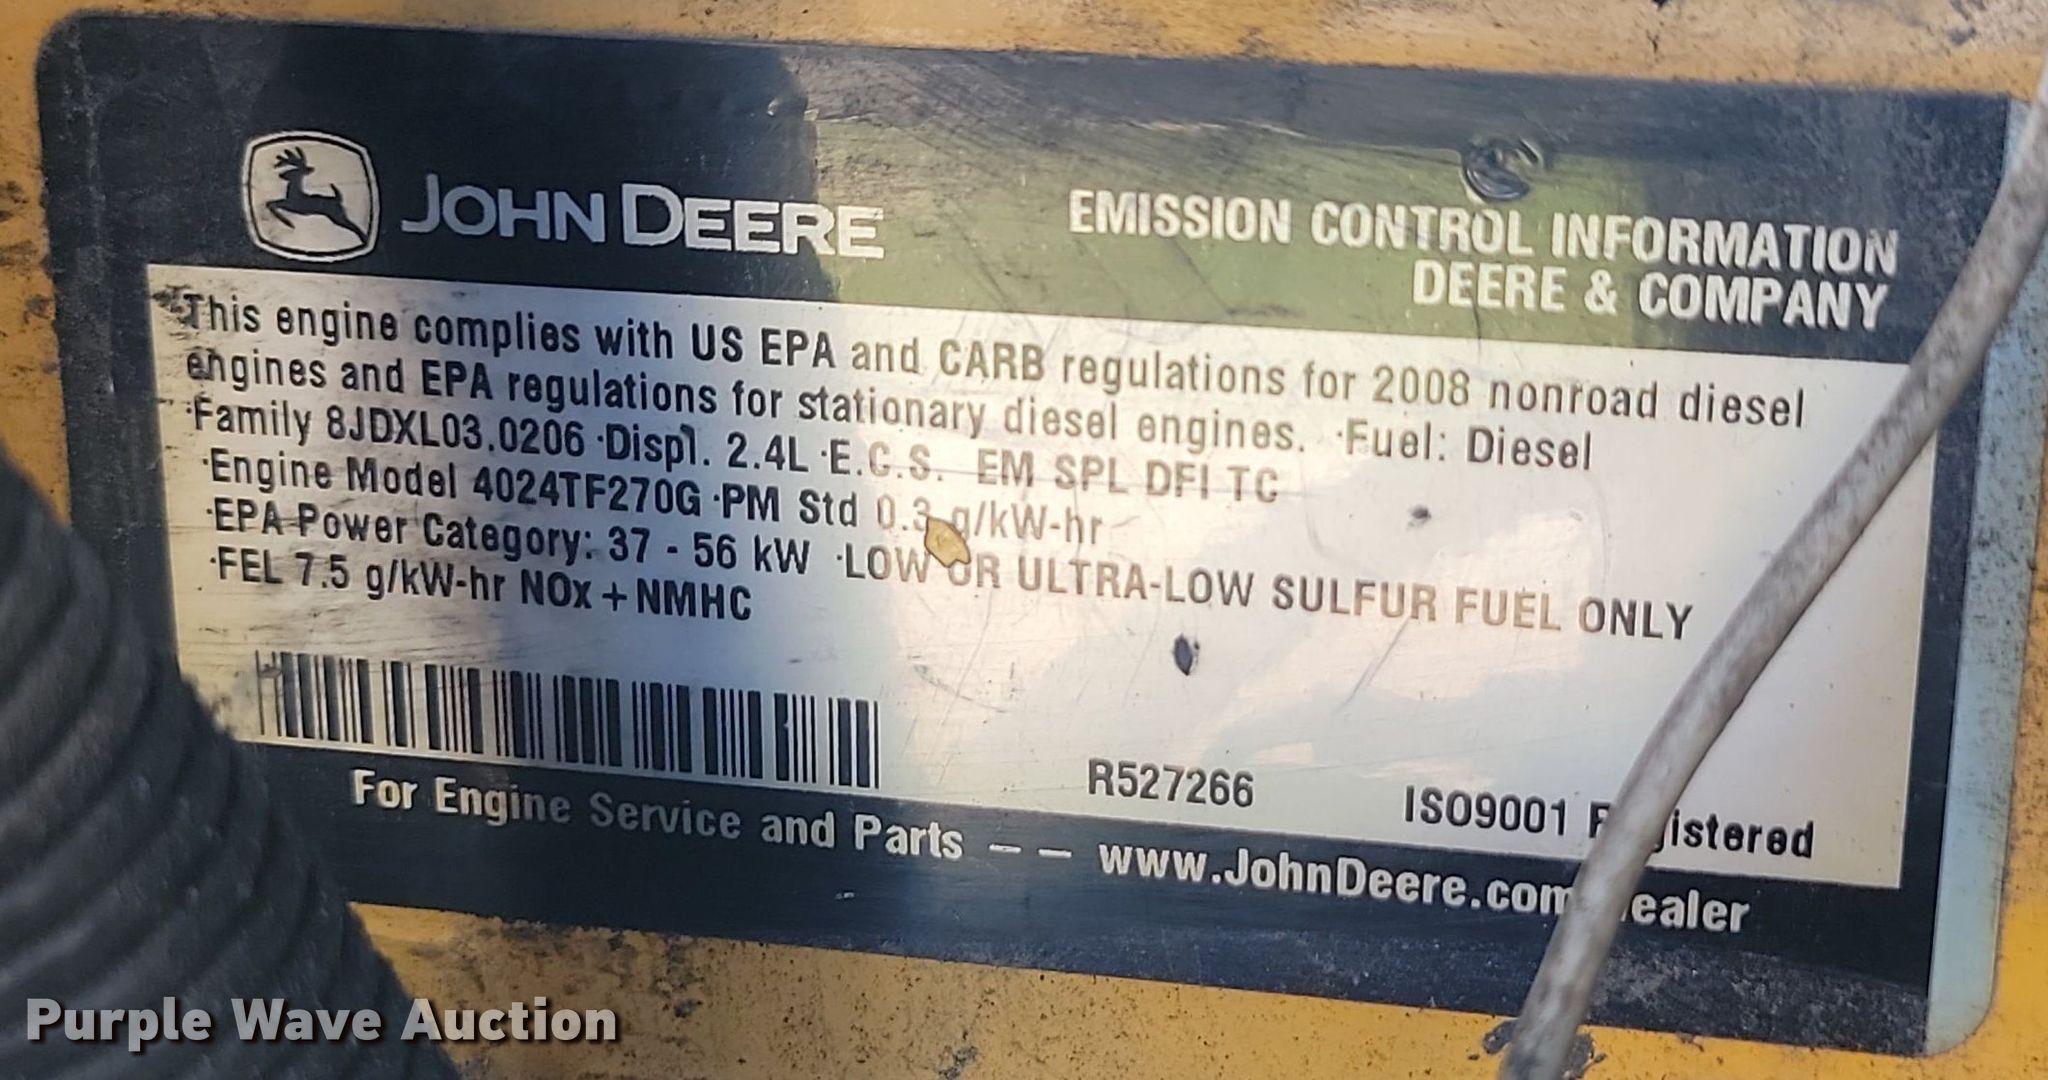 JOHN DEERE
EMISSION CONTROL INFORMATION
DEERE & COMPANY
This engine complies with US EPA and CARB regulations for 2008 nonroad diesel
engines and EPA regulations for stationary diesel engines. ·Fuel: Diesel
·Family 8JDXL03.0206 ·Displ. 2.4L ·E.C.S. EM SPL DFI TC
·Engine Model 4024TF270G ·PM Std 0.3 g/kW-hr
·EPA Power Category: 37 - 56 kW ·LOW OR ULTRA-LOW SULFUR FUEL ONLY
·FEL 7.5 g/kW-hr NOx + NMHC
R527266 ISO9001
For Engine Service and Parts – – www.JohnDeere.com
Purple Wave Auction